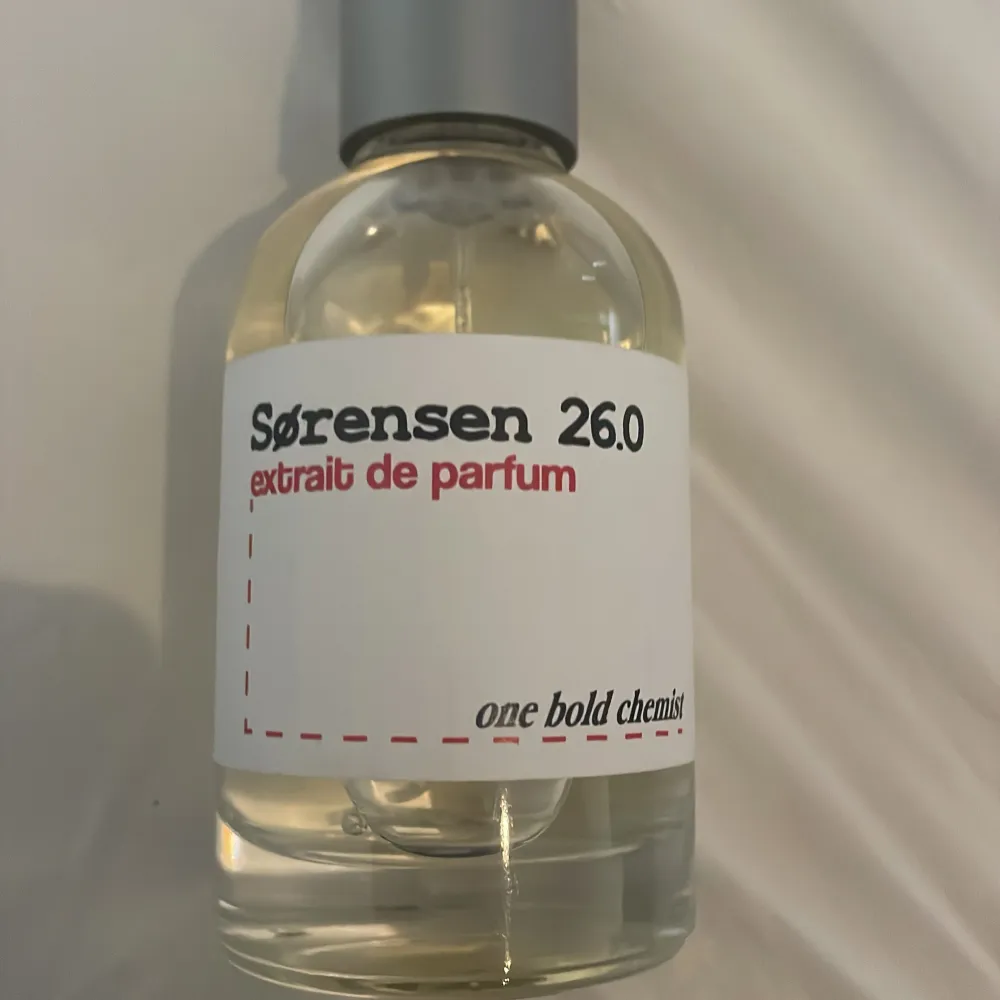 Sørensen 26.0
extrait de parfum
one bold chemist